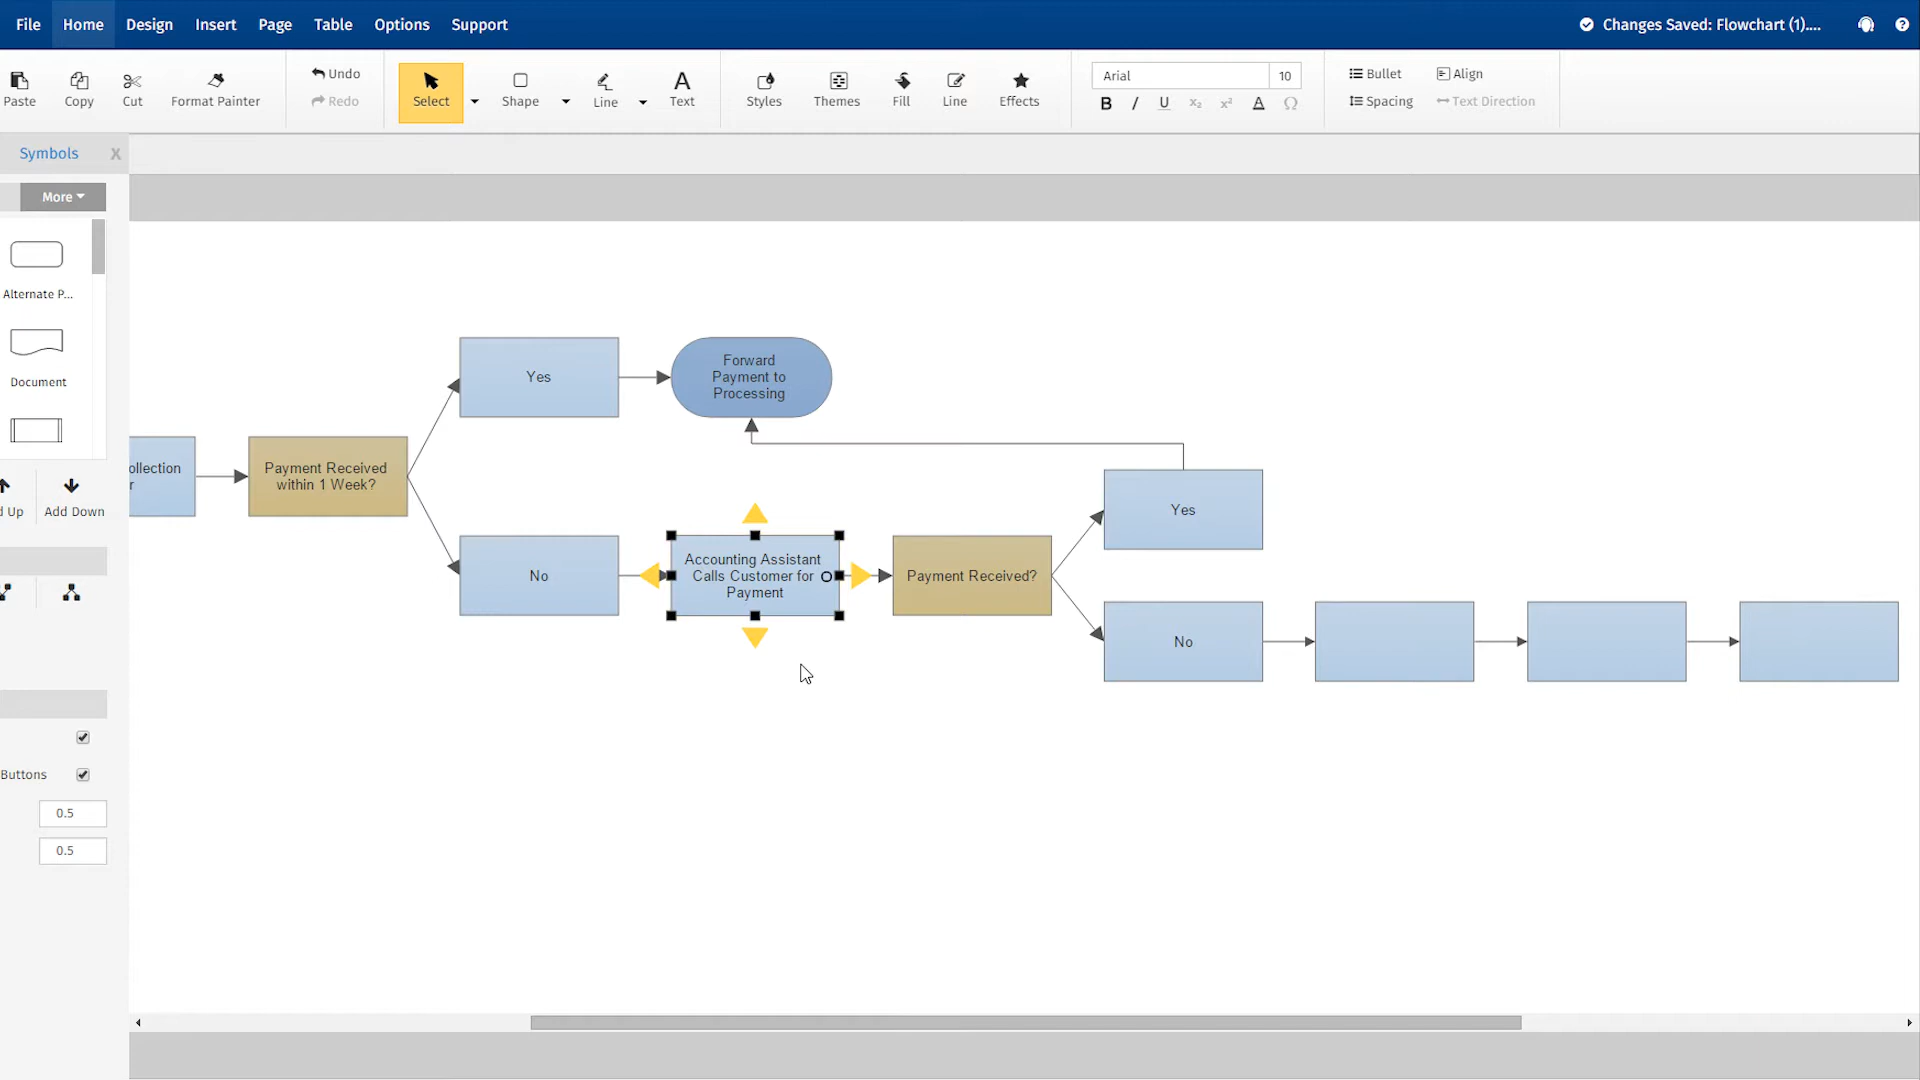 File Home Design Insert Page Table Options Support
Changes Saved: Flowchart (1)....
Paste Copy Cut Format Painter
Undo
Redo
Select Shape Line Text
Styles Themes Fill Line Effects
Arial 10
B I U x₂ x² A Ω
Bullet Align
Spacing Text Direction
Symbols X
More
Alternate P...
Document
d Up Add Down
Buttons
0.5
0.5
ollection
r
Payment Received
within 1 Week?
Yes
Forward
Payment to
Processing
No
Accounting Assistant
Calls Customer for
Payment
Payment Received?
Yes
No